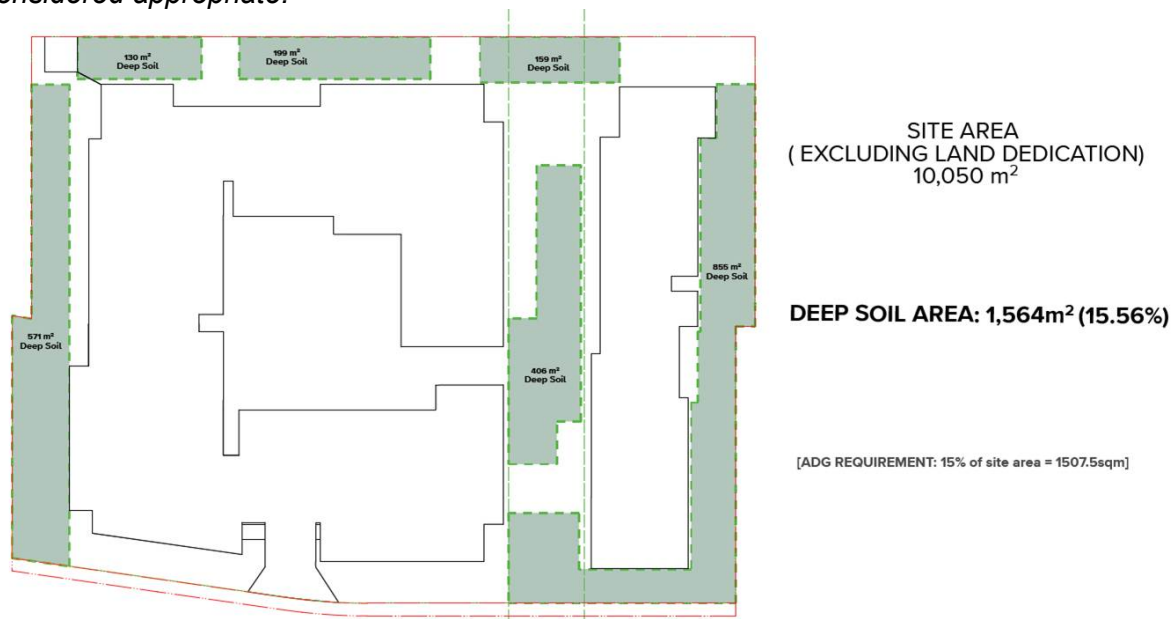 considered appropriate.
130 m²
Deep Soil
199 m²
Deep Soil
159 m²
Deep Soil
SITE AREA
( EXCLUDING LAND DEDICATION)
10,050 m²
855 m²
Deep Soil
DEEP SOIL AREA: 1,564m² (15.56%)
571 m²
Deep Soil
406 m²
Deep Soil
[ADG REQUIREMENT: 15% of site area = 1507.5sqm]